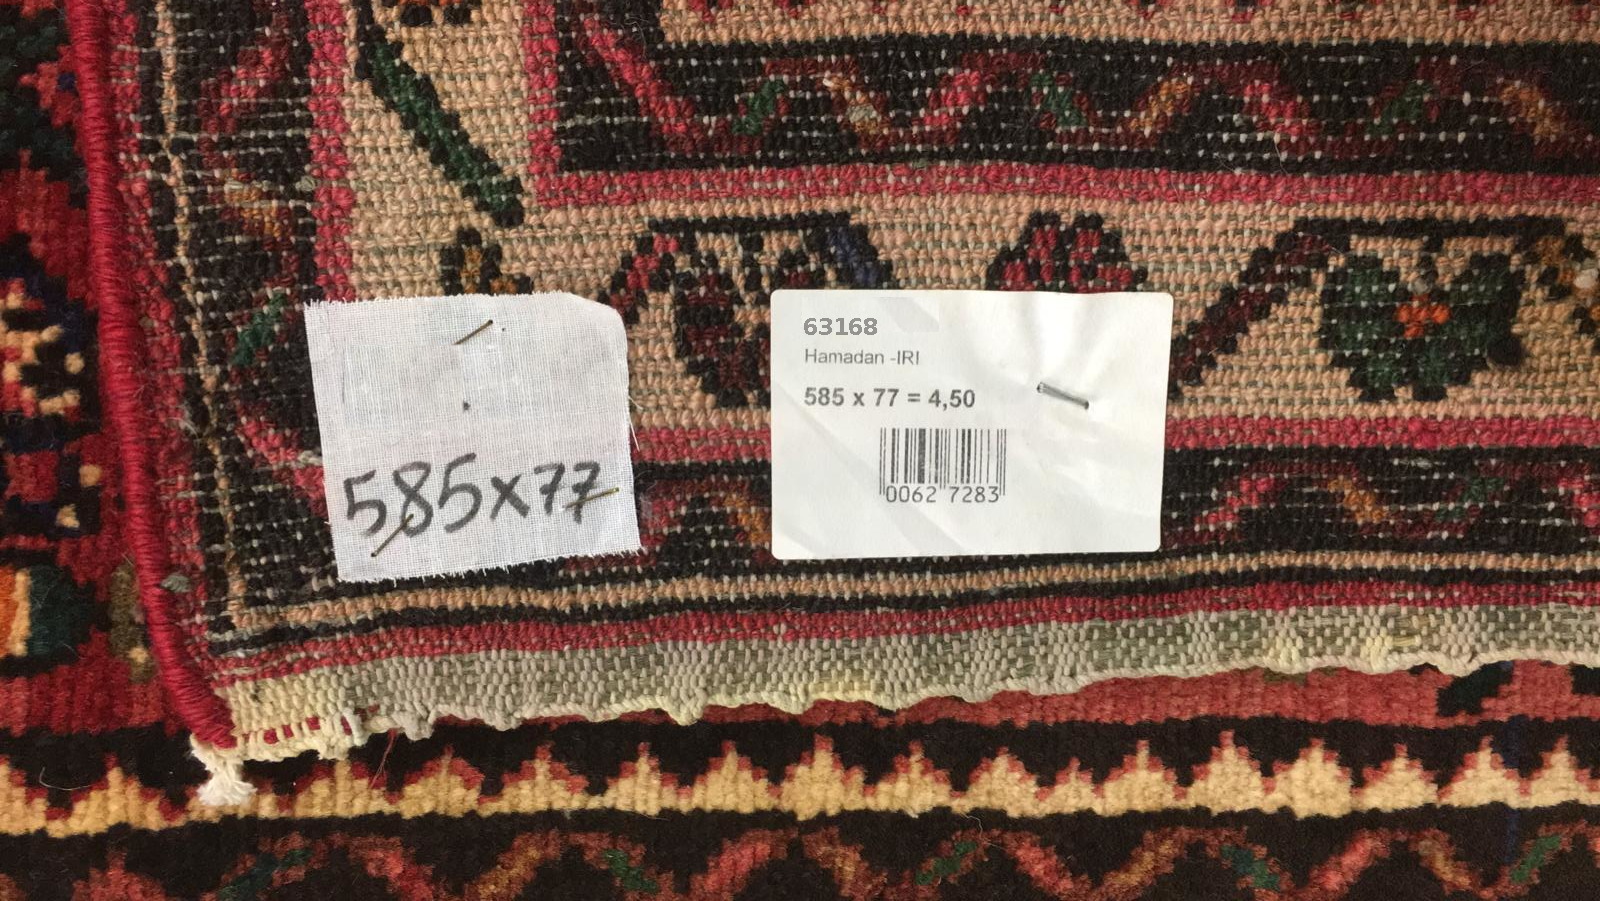 585x77
63168
Hamadan -IRI
585 x 77 = 4,50
0062 7283